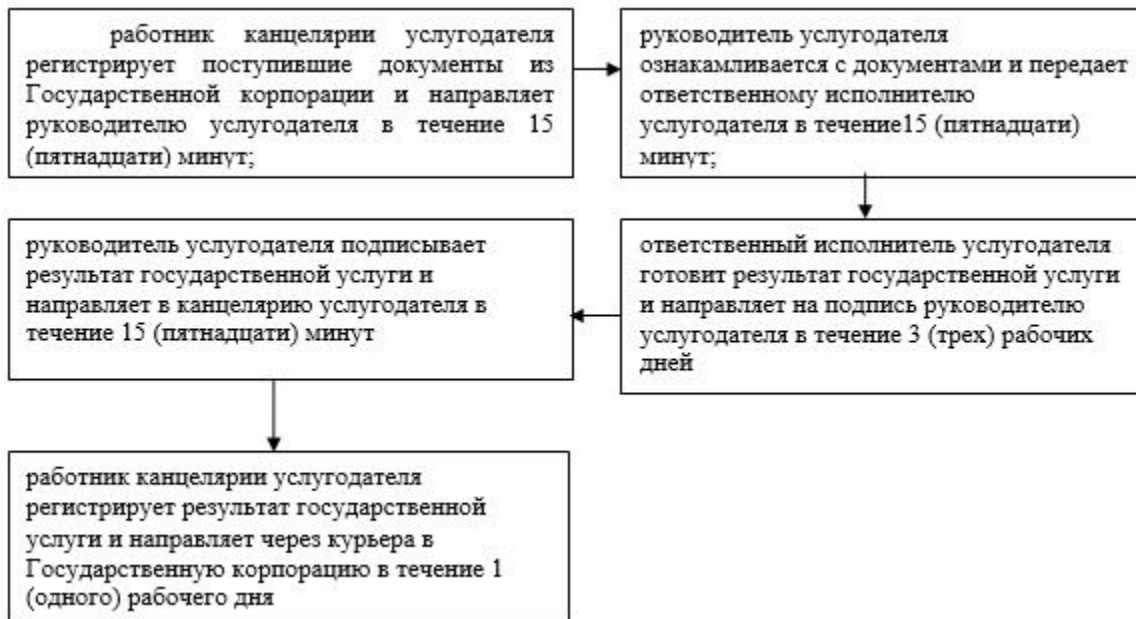 работник канцелярии услугодателя
регистрирует поступившие документы из
Государственной корпорации и направляет
руководителю услугодателя в течение 15
(пятнадцати) минут;
руководитель услугодателя
ознакамливается с документами и передает
ответственному исполнителю
услугодателя в течение15 (пятнадцати)
минут;
ответственный исполнитель услугодателя
готовит результат государственной услуги
и направляет на подпись руководителю
услугодателя в течение 3 (трех) рабочих
дней
руководитель услугодателя подписывает
результат государственной услуги и
направляет в канцелярию услугодателя в
течение 15 (пятнадцати) минут
работник канцелярии услугодателя
регистрирует результат государственной
услуги и направляет через курьера в
Государственную корпорацию в течение 1
(одного) рабочего дня